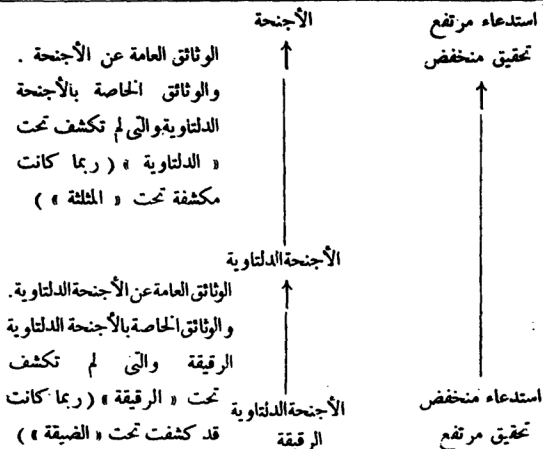 استدعاء مرتفع
تحقيق منخفض
الأجنحة
الوثائق العامة عن الأجنحة .
والوثائق الخاصة بالأجنحة
الدلتاوية والتى لم تكشف تحت
« الدلتاوية » ( ربما كانت
مكشفة تحت « المثلثة » )
الأجنحة الدلتاوية
الوثائق العامة عن الأجنحة الدلتاوية.
والوثائق الخاصة بالأجنحة الدلتاوية
الرقيقة والتى لم تكشف
تحت « الرقيقة » ( ربما كانت
قد كشفت تحت « الضيقة » )
الأجنحة الدلتاوية
الرقيقة
استدعاء منخفض
تحقيق مرتفع